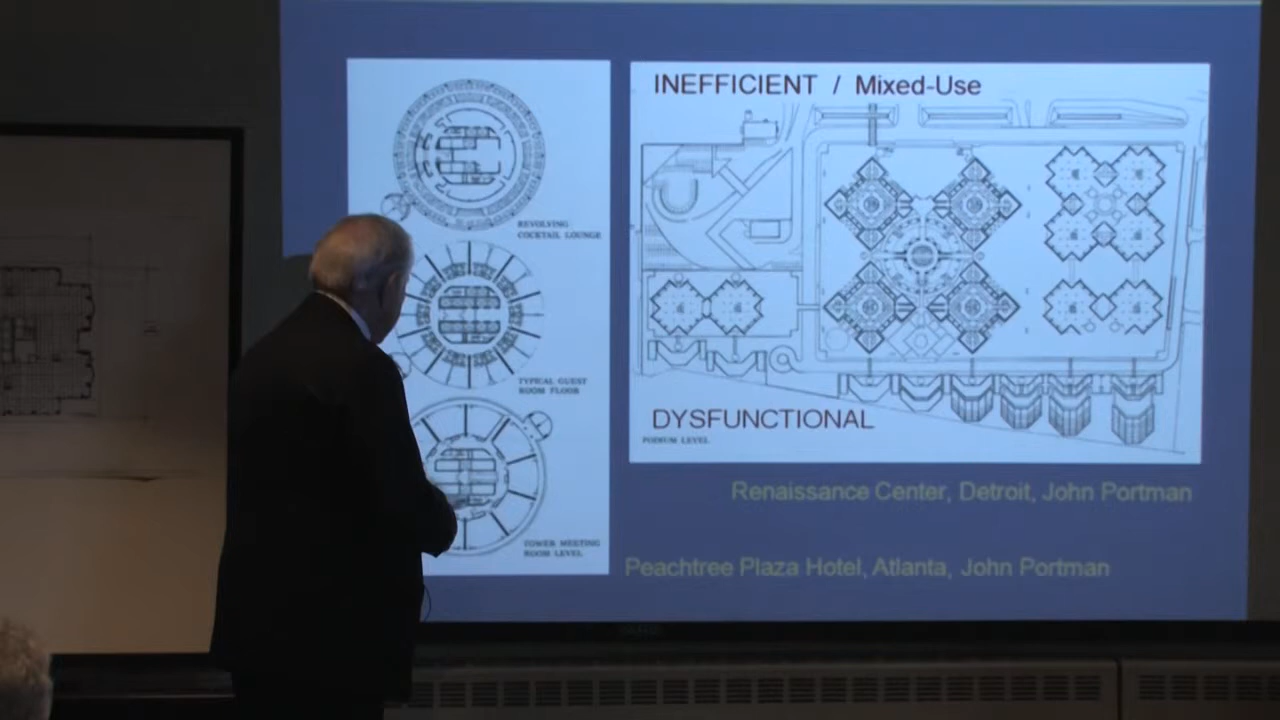 INEFFICIENT / Mixed-Use
REVOLVING
COCKTAIL LOUNGE
TYPICAL GUEST
ROOM FLOOR
DYSFUNCTIONAL
PODIUM LEVEL
TOWER MEETING
ROOM LEVEL
Renaissance Center, Detroit, John Portman
Peachtree Plaza Hotel, Atlanta, John Portman